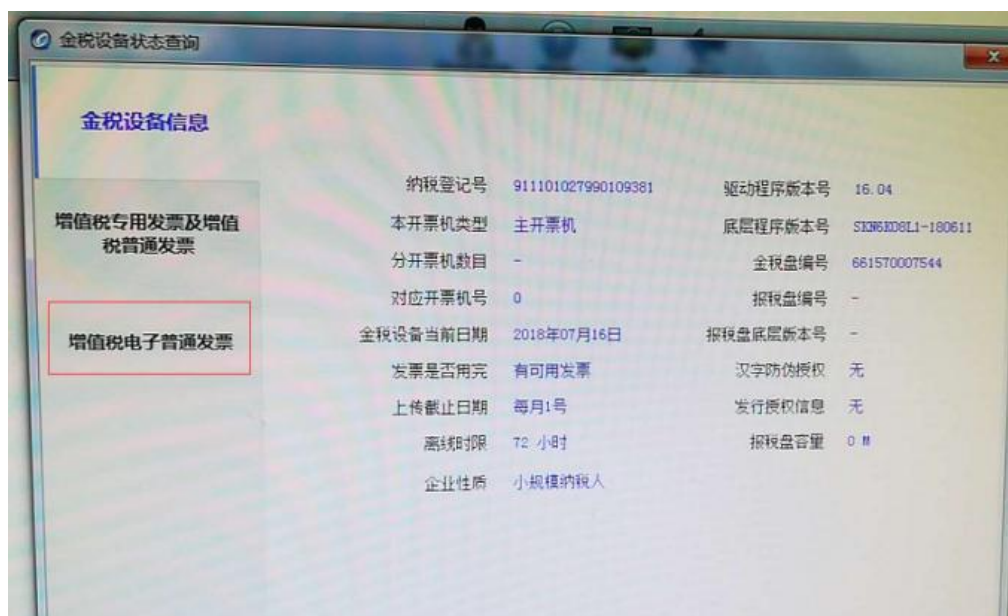 金税设备状态查询
金税设备信息
增值税专用发票及增值
税普通发票
增值税电子普通发票
纳税登记号 911101027990109381 驱动程序版本号 16.04
本开票机类型 主开票机 底层程序版本号 SKN6K08L1-180611
分开票机数目 - 金税盘编号 661570007544
对应开票机号 0 报税盘编号 -
金税设备当前日期 2018年07月16日 报税盘底层版本号 -
发票是否用完 有可用发票 汉字防伪授权 无
上传截止日期 每月1号 发行授权信息 无
离线时限 72 小时 报税盘容量 0 M
企业性质 小规模纳税人